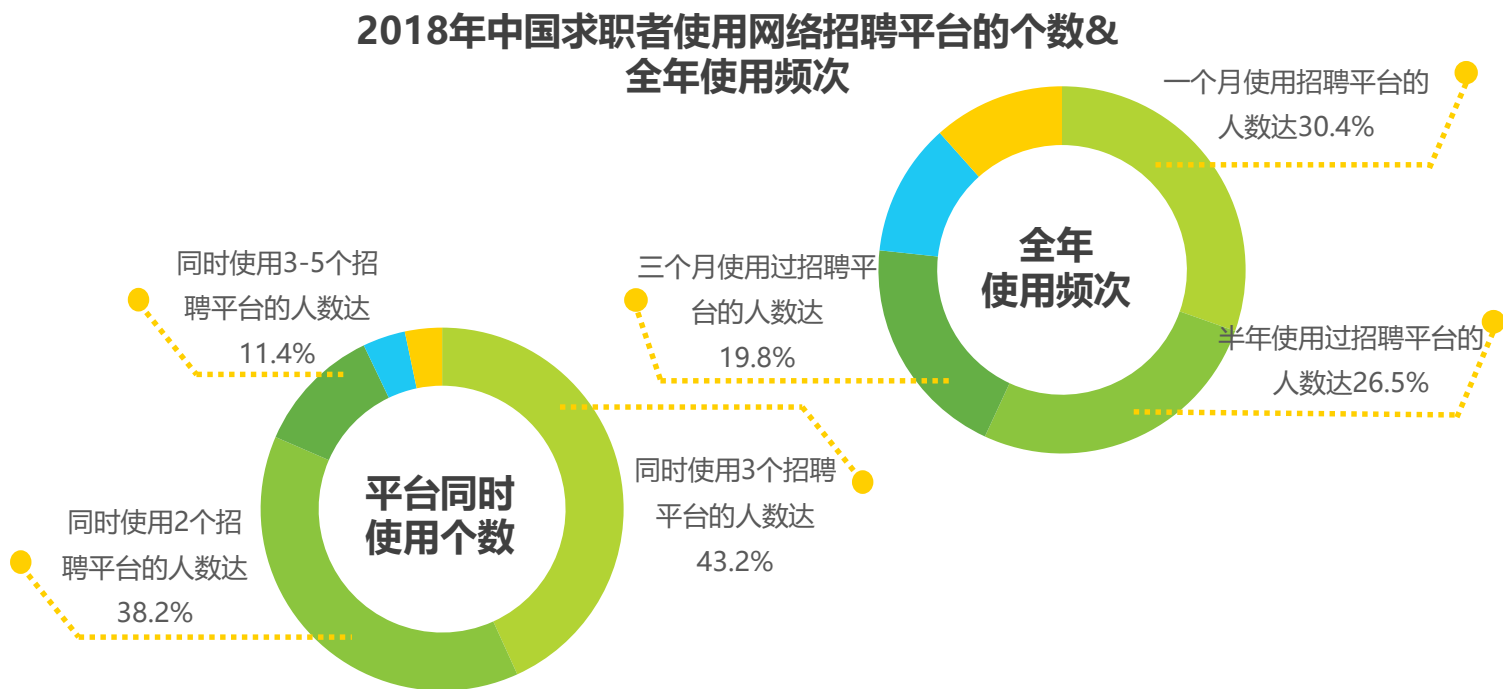 2018年中国求职者使用网络招聘平台的个数&
全年使用频次
同时使用3-5个招
聘平台的人数达
11.4%
同时使用2个招
聘平台的人数达
38.2%
平台同时
使用个数
同时使用3个招聘
平台的人数达
43.2%
一个月使用招聘平台的
人数达30.4%
三个月使用过招聘平
台的人数达
19.8%
全年
使用频次
半年使用过招聘平台的
人数达26.5%